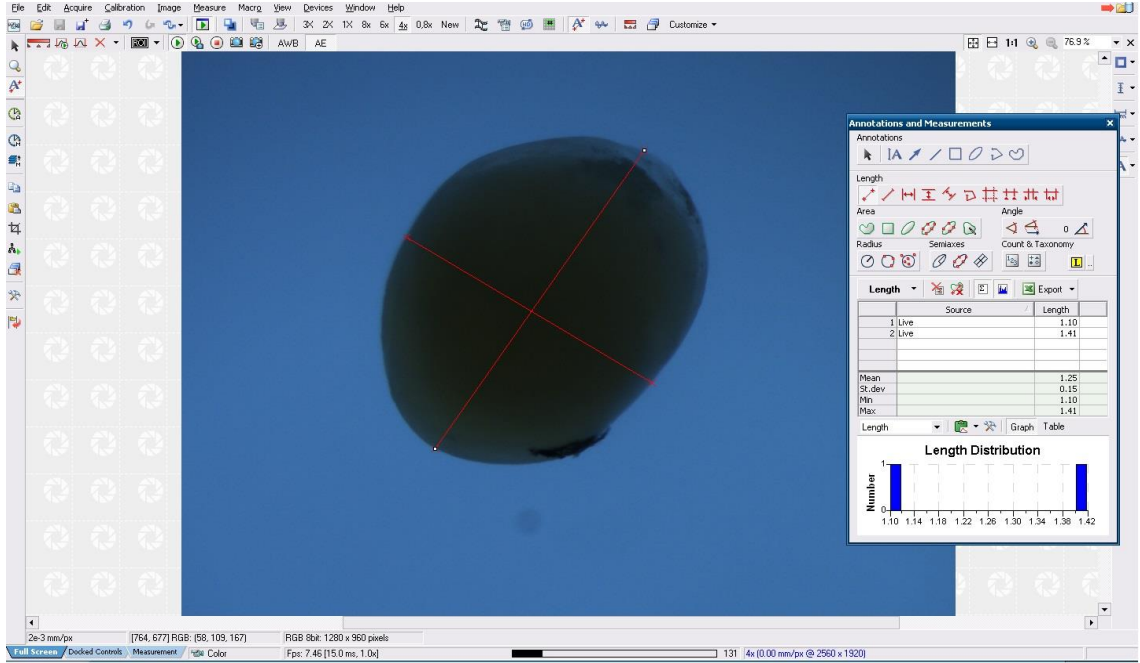 File Edit Acquire Calibration Image Measure Macro View Devices Window Help
3X 2X 1X 8x 6x 4x 0,8x New Customize
ROI AWB AE 1:1 76.9 %
Annotations and Measurements
Annotations
Length
Area Angle
0
Radius Semiaxes Count & Taxonomy
L ...
Length Σ Export
Source Length
1 Live 1.10
2 Live 1.41
Mean 1.25
St.dev 0.15
Min 1.10
Max 1.41
Length Graph Table
Length Distribution
Number
1
0
1.10 1.14 1.18 1.22 1.26 1.30 1.34 1.38 1.42
2e-3 mm/px [764, 677] RGB: (58, 109, 167) RGB 8bit: 1280 x 960 pixels
Full Screen Docked Controls Measurement Color Fps: 7.46 [15.0 ms, 1.0x] 131 4x (0.00 mm/px @ 2560 x 1920)